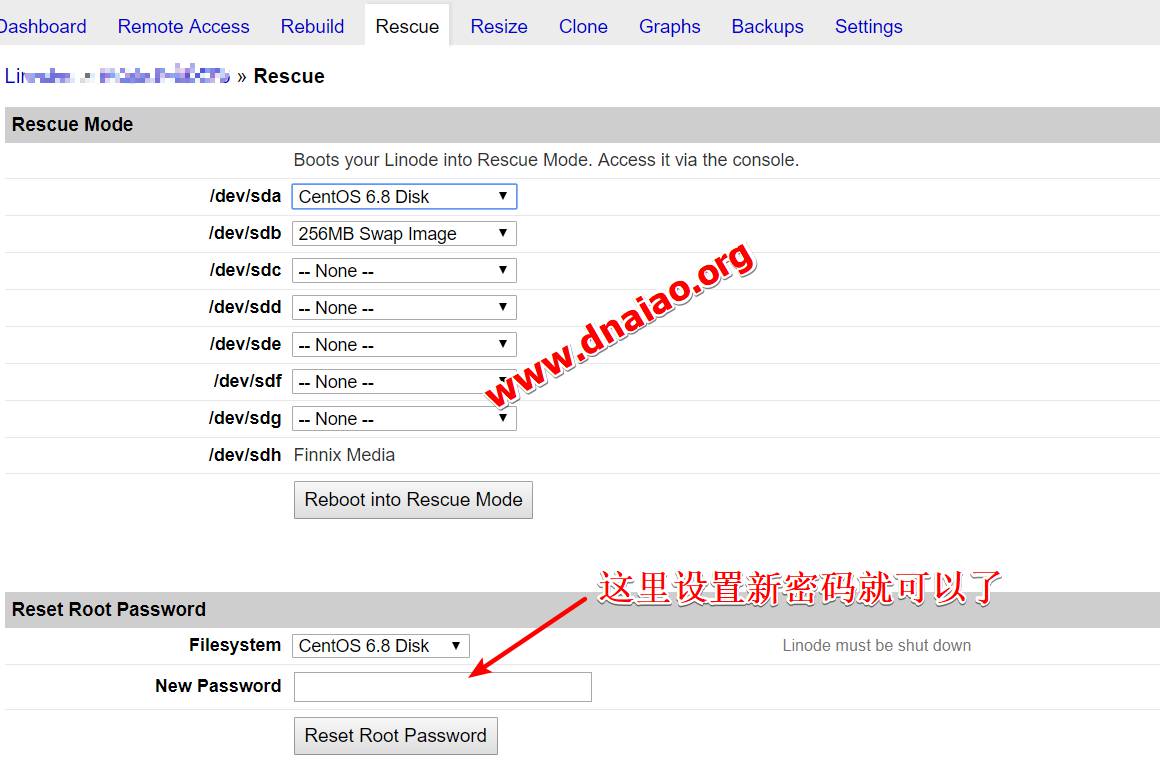 Dashboard Remote Access Rebuild Rescue Resize Clone Graphs Backups Settings
» Rescue
Rescue Mode
Boots your Linode into Rescue Mode. Access it via the console.
/dev/sda CentOS 6.8 Disk
/dev/sdb 256MB Swap Image
/dev/sdc -- None --
/dev/sdd -- None --
/dev/sde -- None --
/dev/sdf -- None --
/dev/sdg -- None --
/dev/sdh Finnix Media
www.dnaiao.org
Reboot into Rescue Mode
这里设置新密码就可以了
Reset Root Password
Filesystem CentOS 6.8 Disk Linode must be shut down
New Password
Reset Root Password